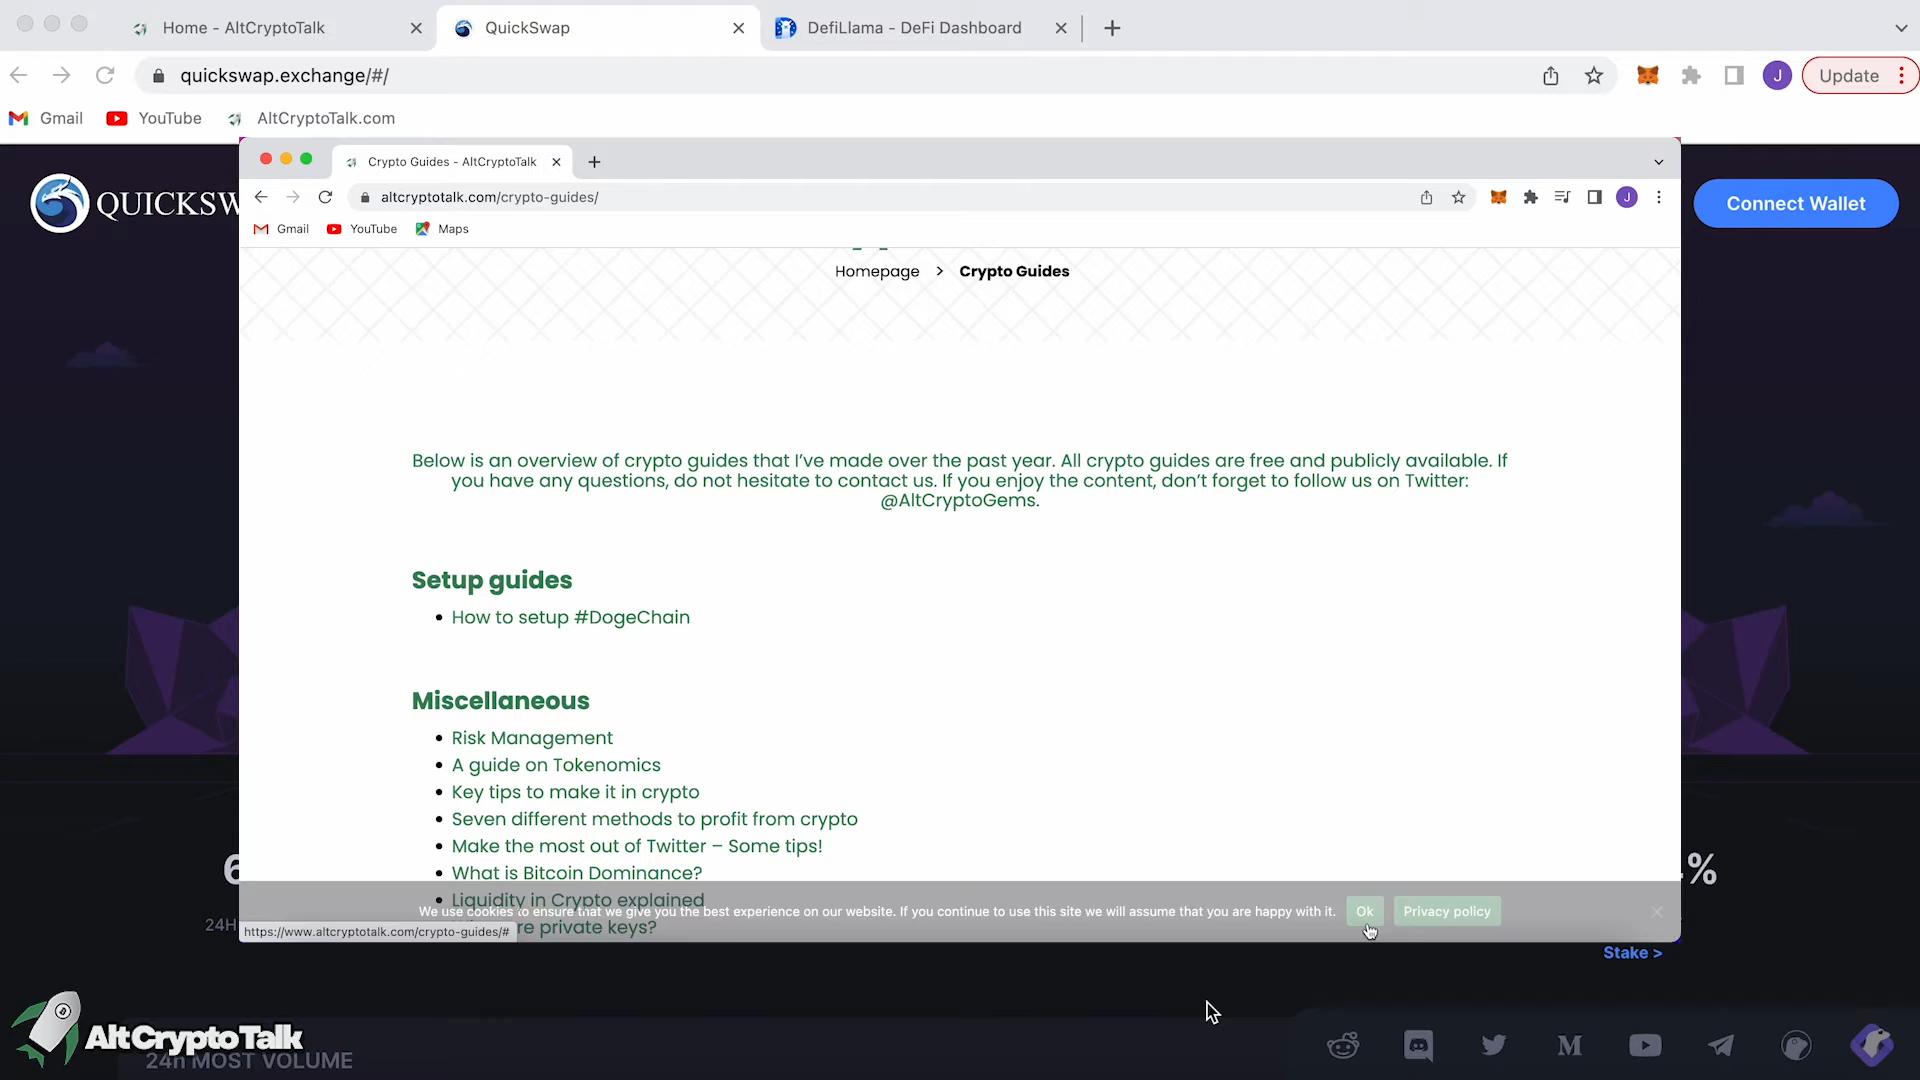 Home - AltCryptoTalk
QuickSwap
DefiLlama - DeFi Dashboard
quickswap.exchange/#/
J
Update
Gmail
YouTube
AltCryptoTalk.com
QUICKSW
Connect Wallet
Crypto Guides - AltCryptoTalk
altcryptotalk.com/crypto-guides/
J
Gmail
YouTube
Maps
Homepage > Crypto Guides
Below is an overview of crypto guides that I've made over the past year. All crypto guides are free and publicly available. If
you have any questions, do not hesitate to contact us. If you enjoy the content, don't forget to follow us on Twitter:
@AltCryptoGems.
Setup guides
How to setup #DogeChain
Miscellaneous
Risk Management
A guide on Tokenomics
Key tips to make it in crypto
Seven different methods to profit from crypto
Make the most out of Twitter – Some tips!
What is Bitcoin Dominance?
Liquidity in Crypto explained
We use cookies to ensure that we give you the best experience on our website. If you continue to use this site we will assume that you are happy with it.
Ok
Privacy policy
re private keys?
https://www.altcryptotalk.com/crypto-guides/#
%
24H
Stake >
AltCryptoTalk
24h MOST VOLUME